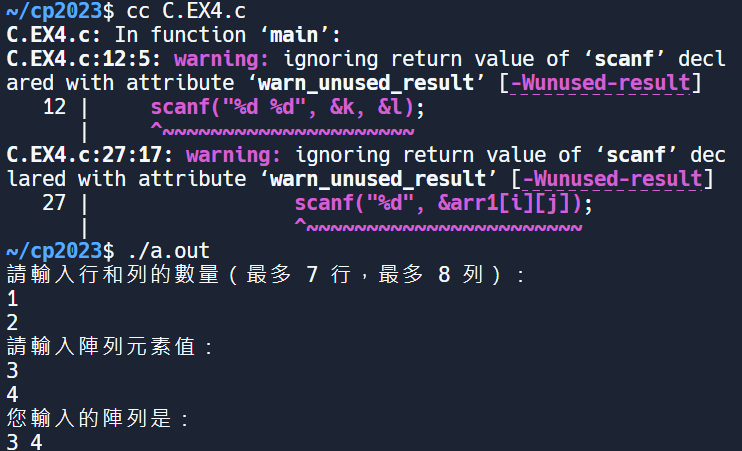 ~/cp2023$ cc C.EX4.c
C.EX4.c: In function ‘main’:
C.EX4.c:12:5: warning: ignoring return value of ‘scanf’ decl
ared with attribute ‘warn_unused_result’ [-Wunused-result]
   12 |     scanf("%d %d", &k, &l);
      |     ^~~~~~~~~~~~~~~~~~~~~~
C.EX4.c:27:17: warning: ignoring return value of ‘scanf’ dec
lared with attribute ‘warn_unused_result’ [-Wunused-result]
   27 |                 scanf("%d", &arr1[i][j]);
      |                 ^~~~~~~~~~~~~~~~~~~~~~~~
~/cp2023$ ./a.out
請輸入行和列的數量（最多 7 行，最多 8 列）：
1
2
請輸入陣列元素值：
3
4
您輸入的陣列是：
3 4